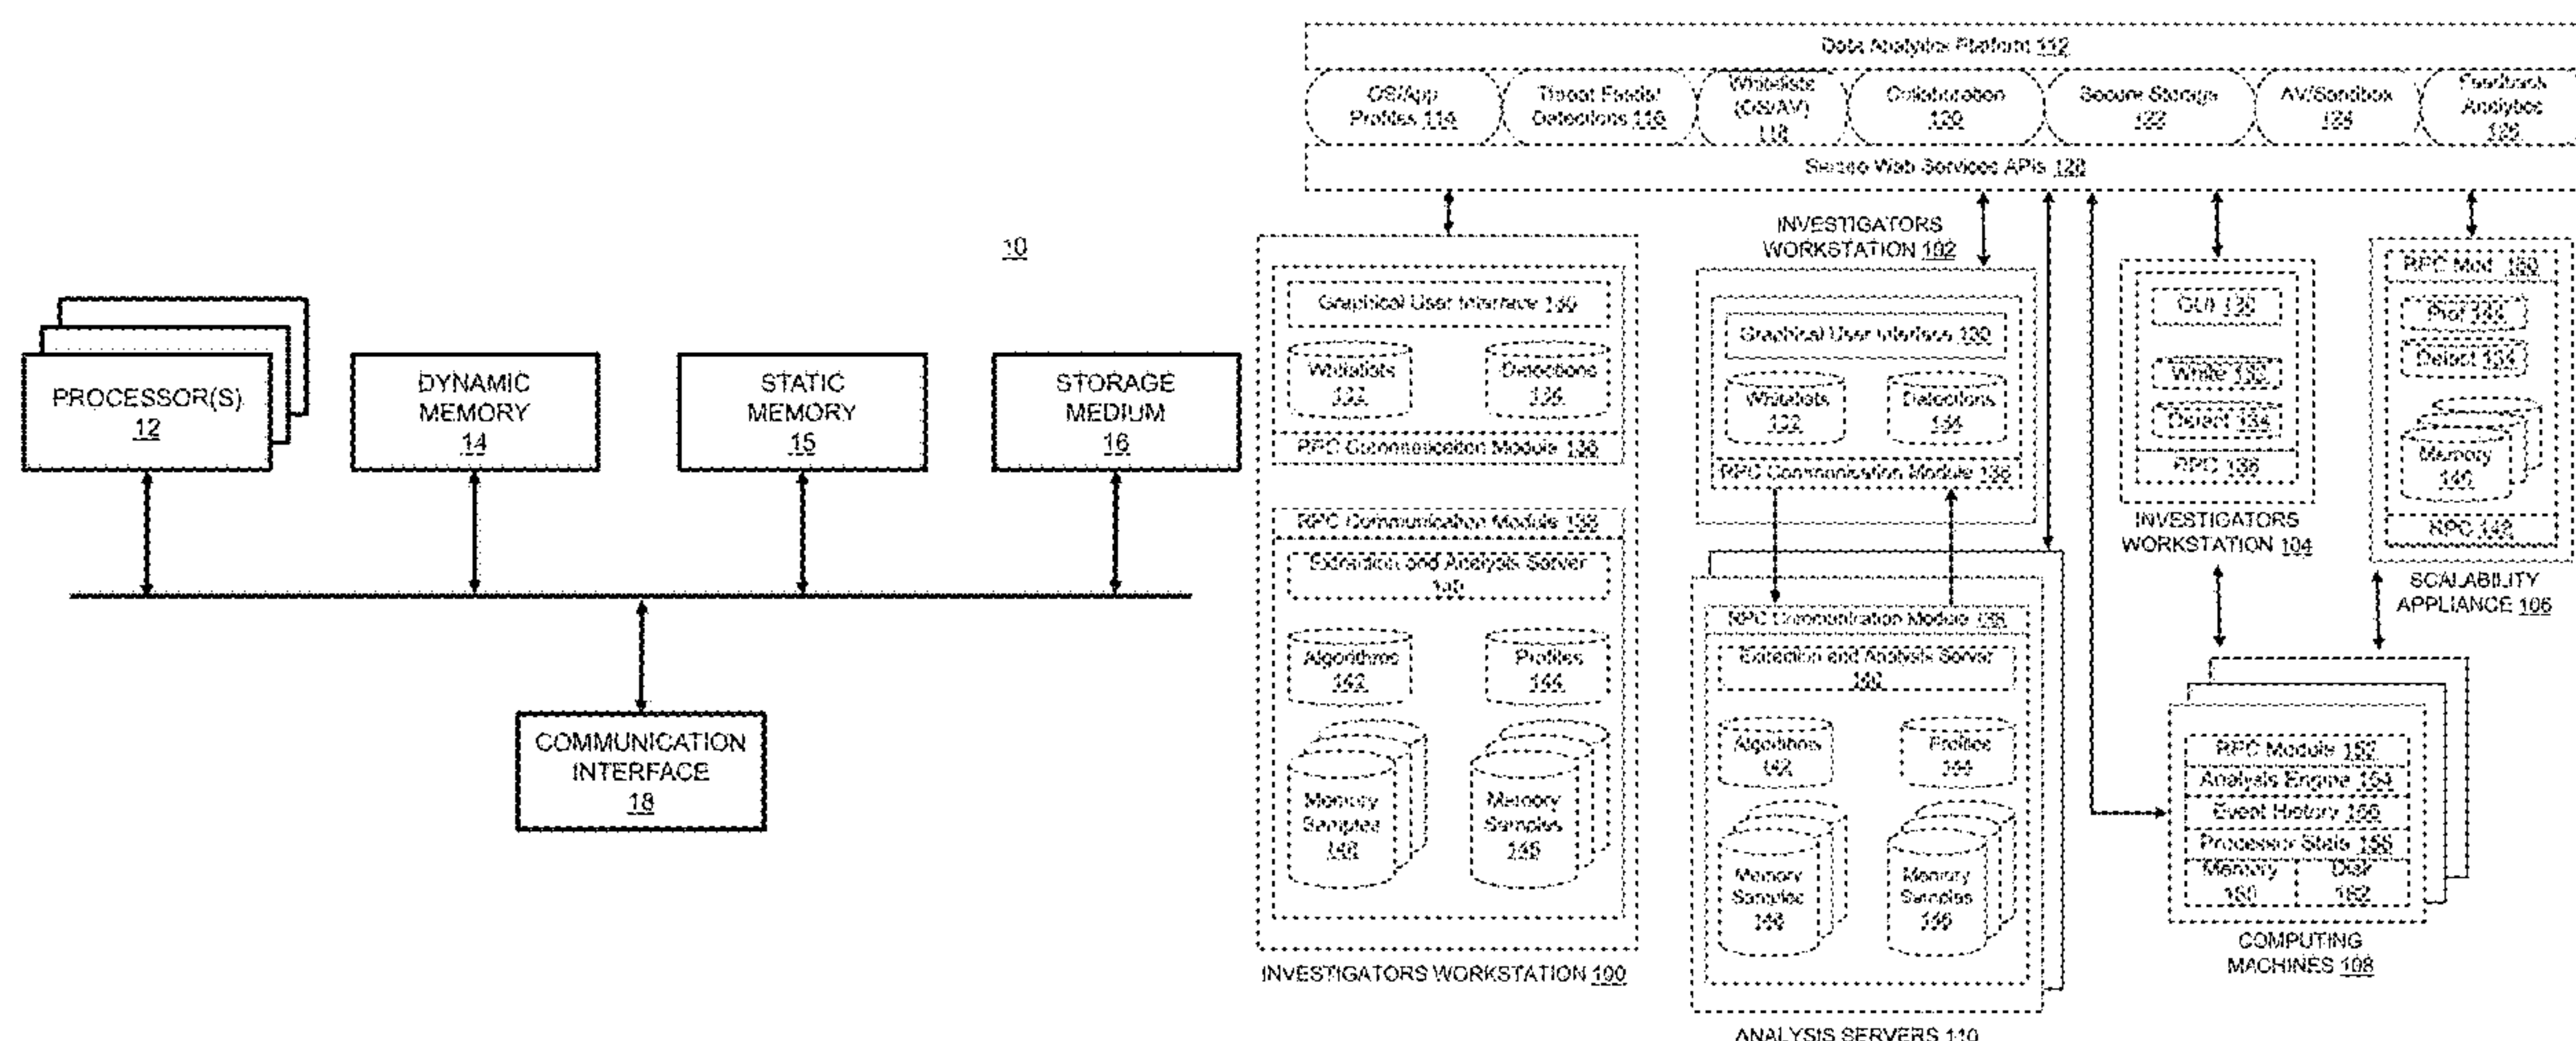 10
PROCESSOR(S)
12
DYNAMIC
MEMORY
14
STATIC
MEMORY
15
STORAGE
MEDIUM
16
COMMUNICATION
INTERFACE
18
Data Analytics Platform 112
OS/App
Profiles 114
Threat Feeds/
Detections 116
Whitelists
(OS/AV)
118
Collaboration
120
Secure Storage
122
AV/Sandbox
124
Feedback
Analytics
126
Web Services APIs 128
Graphical User Interface 130
Whitelists
132
Detections
134
RPC Communication Module 136
RPC Communication Module 138
Extraction and Analysis Server
140
Algorithms
142
Profiles
144
Memory
Samples
146
Memory
Samples
146
INVESTIGATORS WORKSTATION 100
INVESTIGATORS
WORKSTATION 102
Graphical User Interface 130
Whitelists
132
Detections
134
RPC Communication Module 136
RPC Communication Module 138
Extraction and Analysis Server
140
Algorithms
142
Profiles
144
Memory
Samples
146
Memory
Samples
146
ANALYSIS SERVERS 110
GUI 130
White 132
Detect 134
RPC 136
INVESTIGATORS
WORKSTATION 104
RPC Mod.
Prof 144
Detect 134
Memory
146
RPC
SCALABILITY
APPLIANCE 106
RPC Module 152
Analysis Engine 154
Event History 156
Processor Stats 158
Memory
160
Disk
162
COMPUTING
MACHINES 108